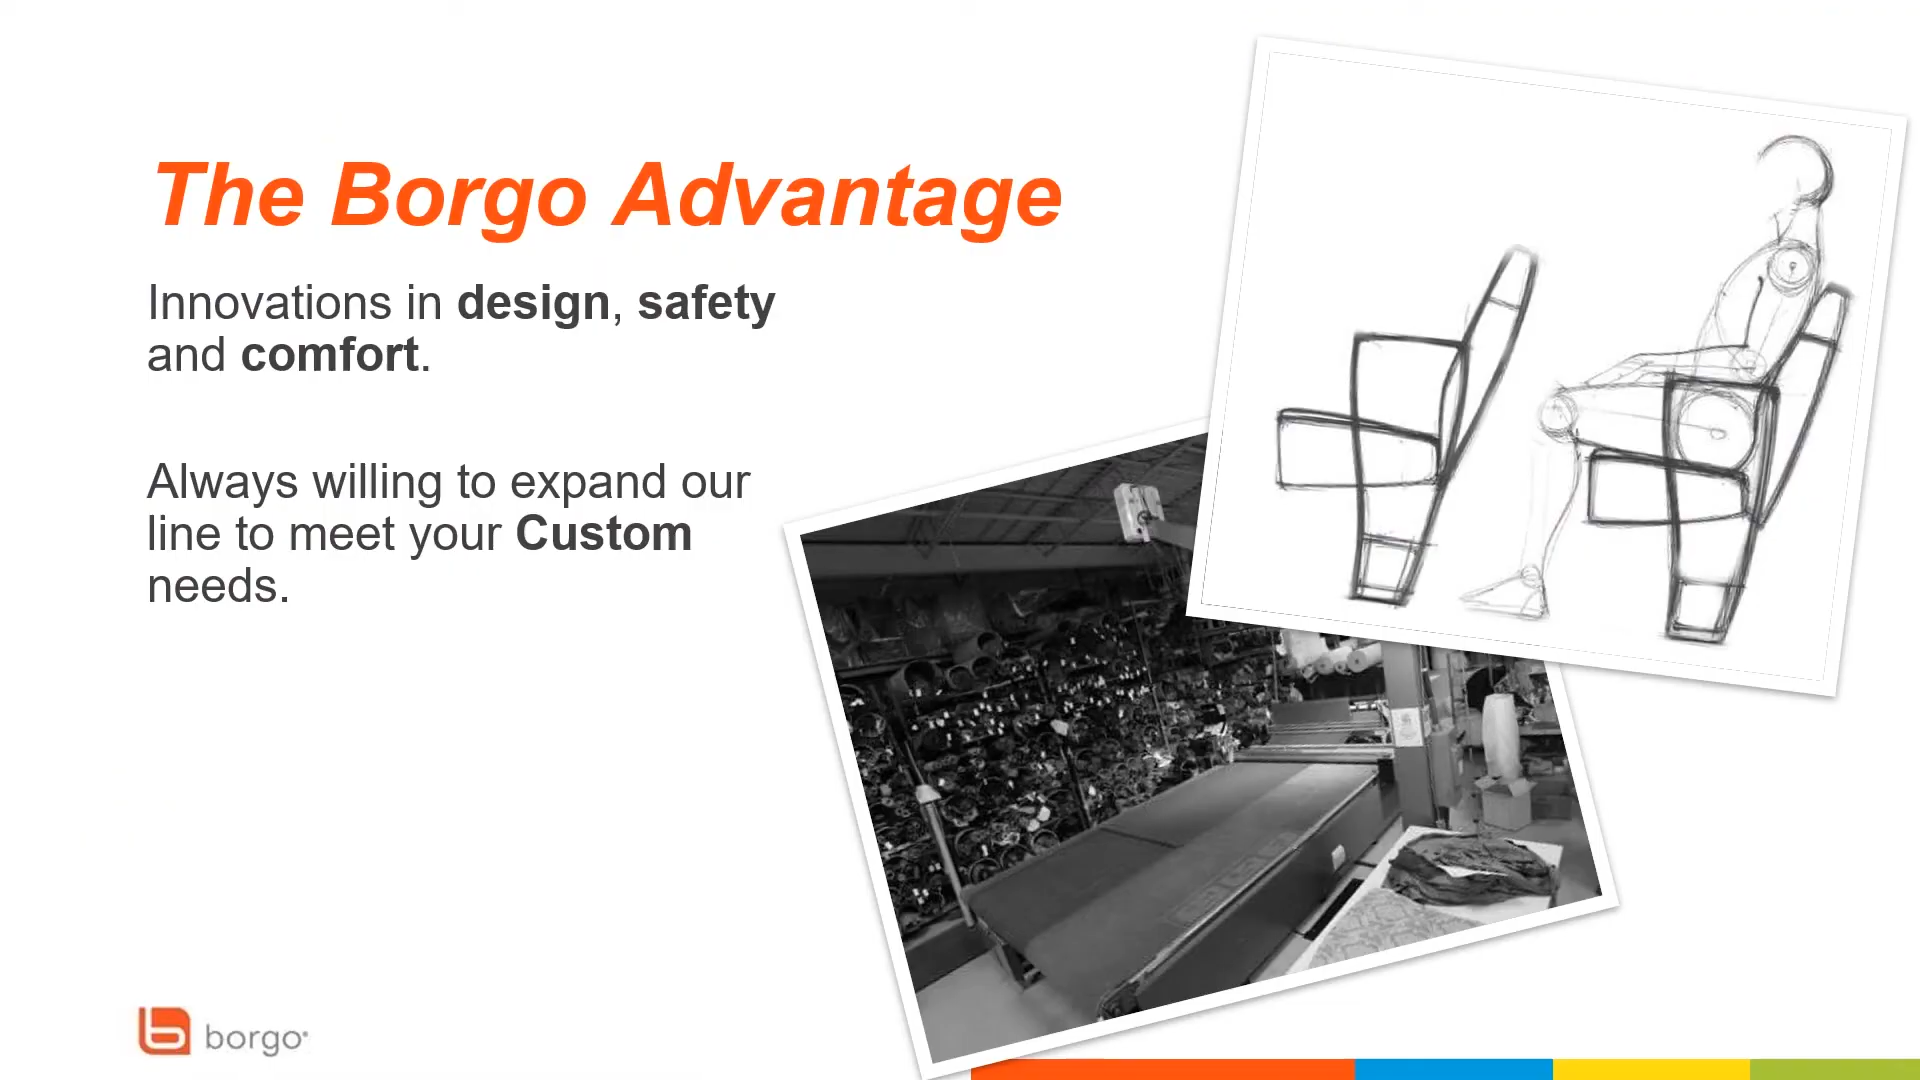 The Borgo Advantage
Innovations in design, safety
and comfort.
Always willing to expand our
line to meet your Custom
needs.
borgo